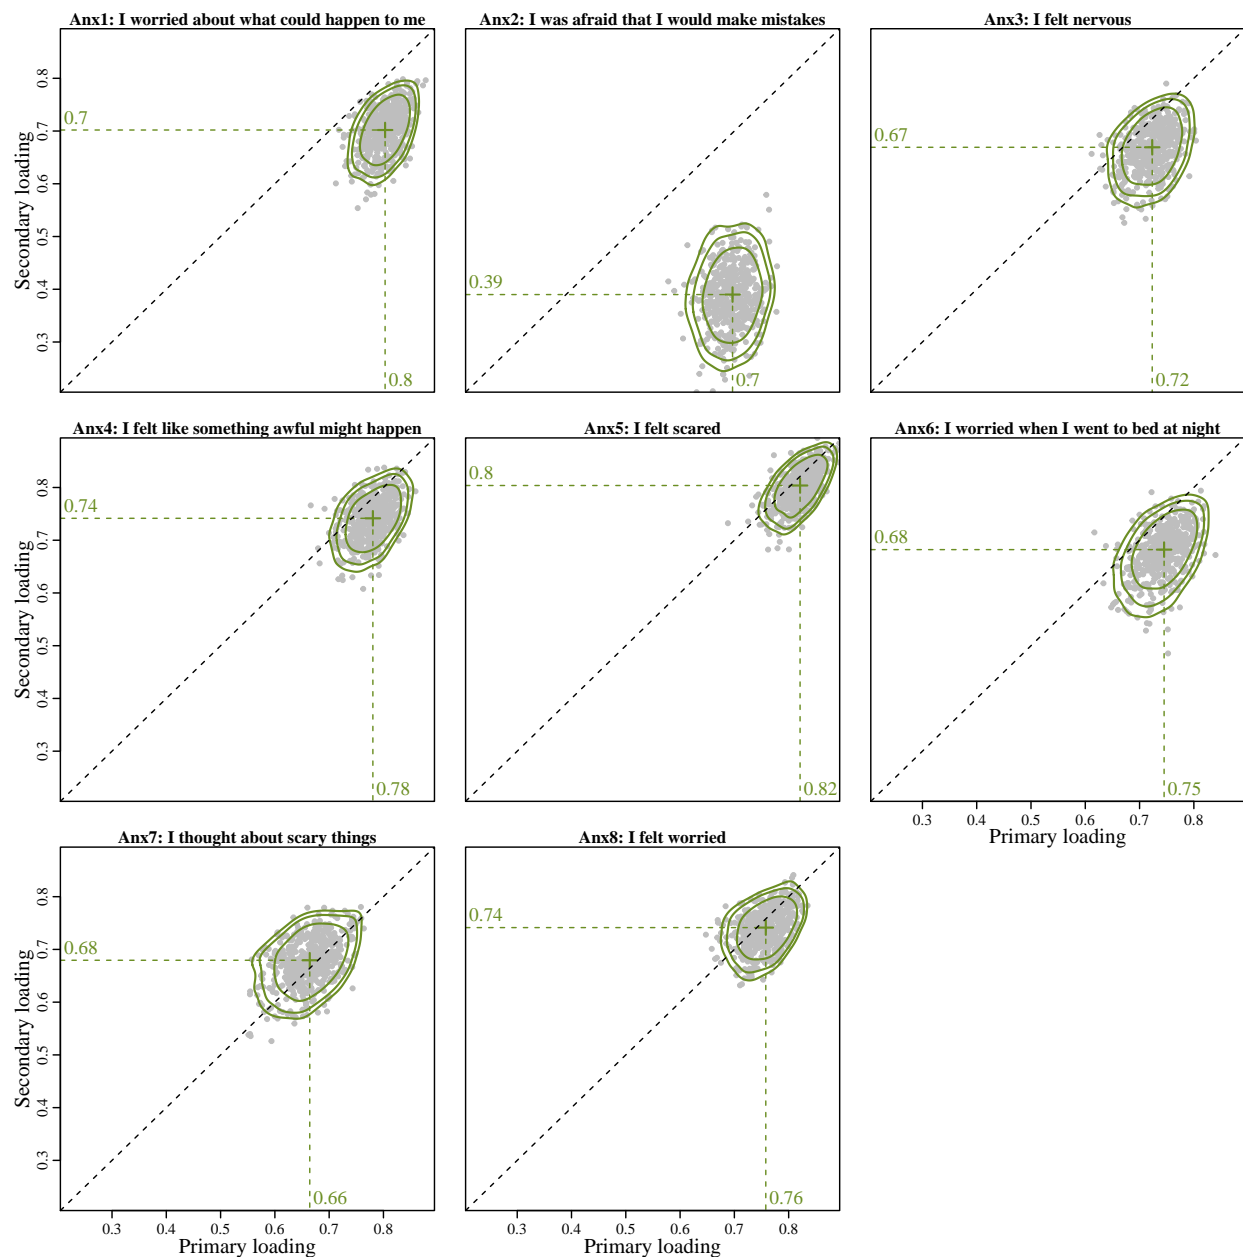 Anx1: I worried about what could happen to me
Anx2: I was afraid that I would make mistakes
Anx3: I felt nervous
Secondary loading
0.3 0.4 0.5 0.6 0.7 0.8
0.7
0.8
0.39
0.7
0.67
0.72
Anx4: I felt like something awful might happen
Anx5: I felt scared
Anx6: I worried when I went to bed at night
Secondary loading
0.3 0.4 0.5 0.6 0.7 0.8
0.74
0.78
0.8
0.82
0.68
0.75
0.3 0.4 0.5 0.6 0.7 0.8
Primary loading
Anx7: I thought about scary things
Anx8: I felt worried
Secondary loading
0.3 0.4 0.5 0.6 0.7 0.8
0.68
0.66
0.74
0.76
0.3 0.4 0.5 0.6 0.7 0.8
Primary loading
0.3 0.4 0.5 0.6 0.7 0.8
Primary loading